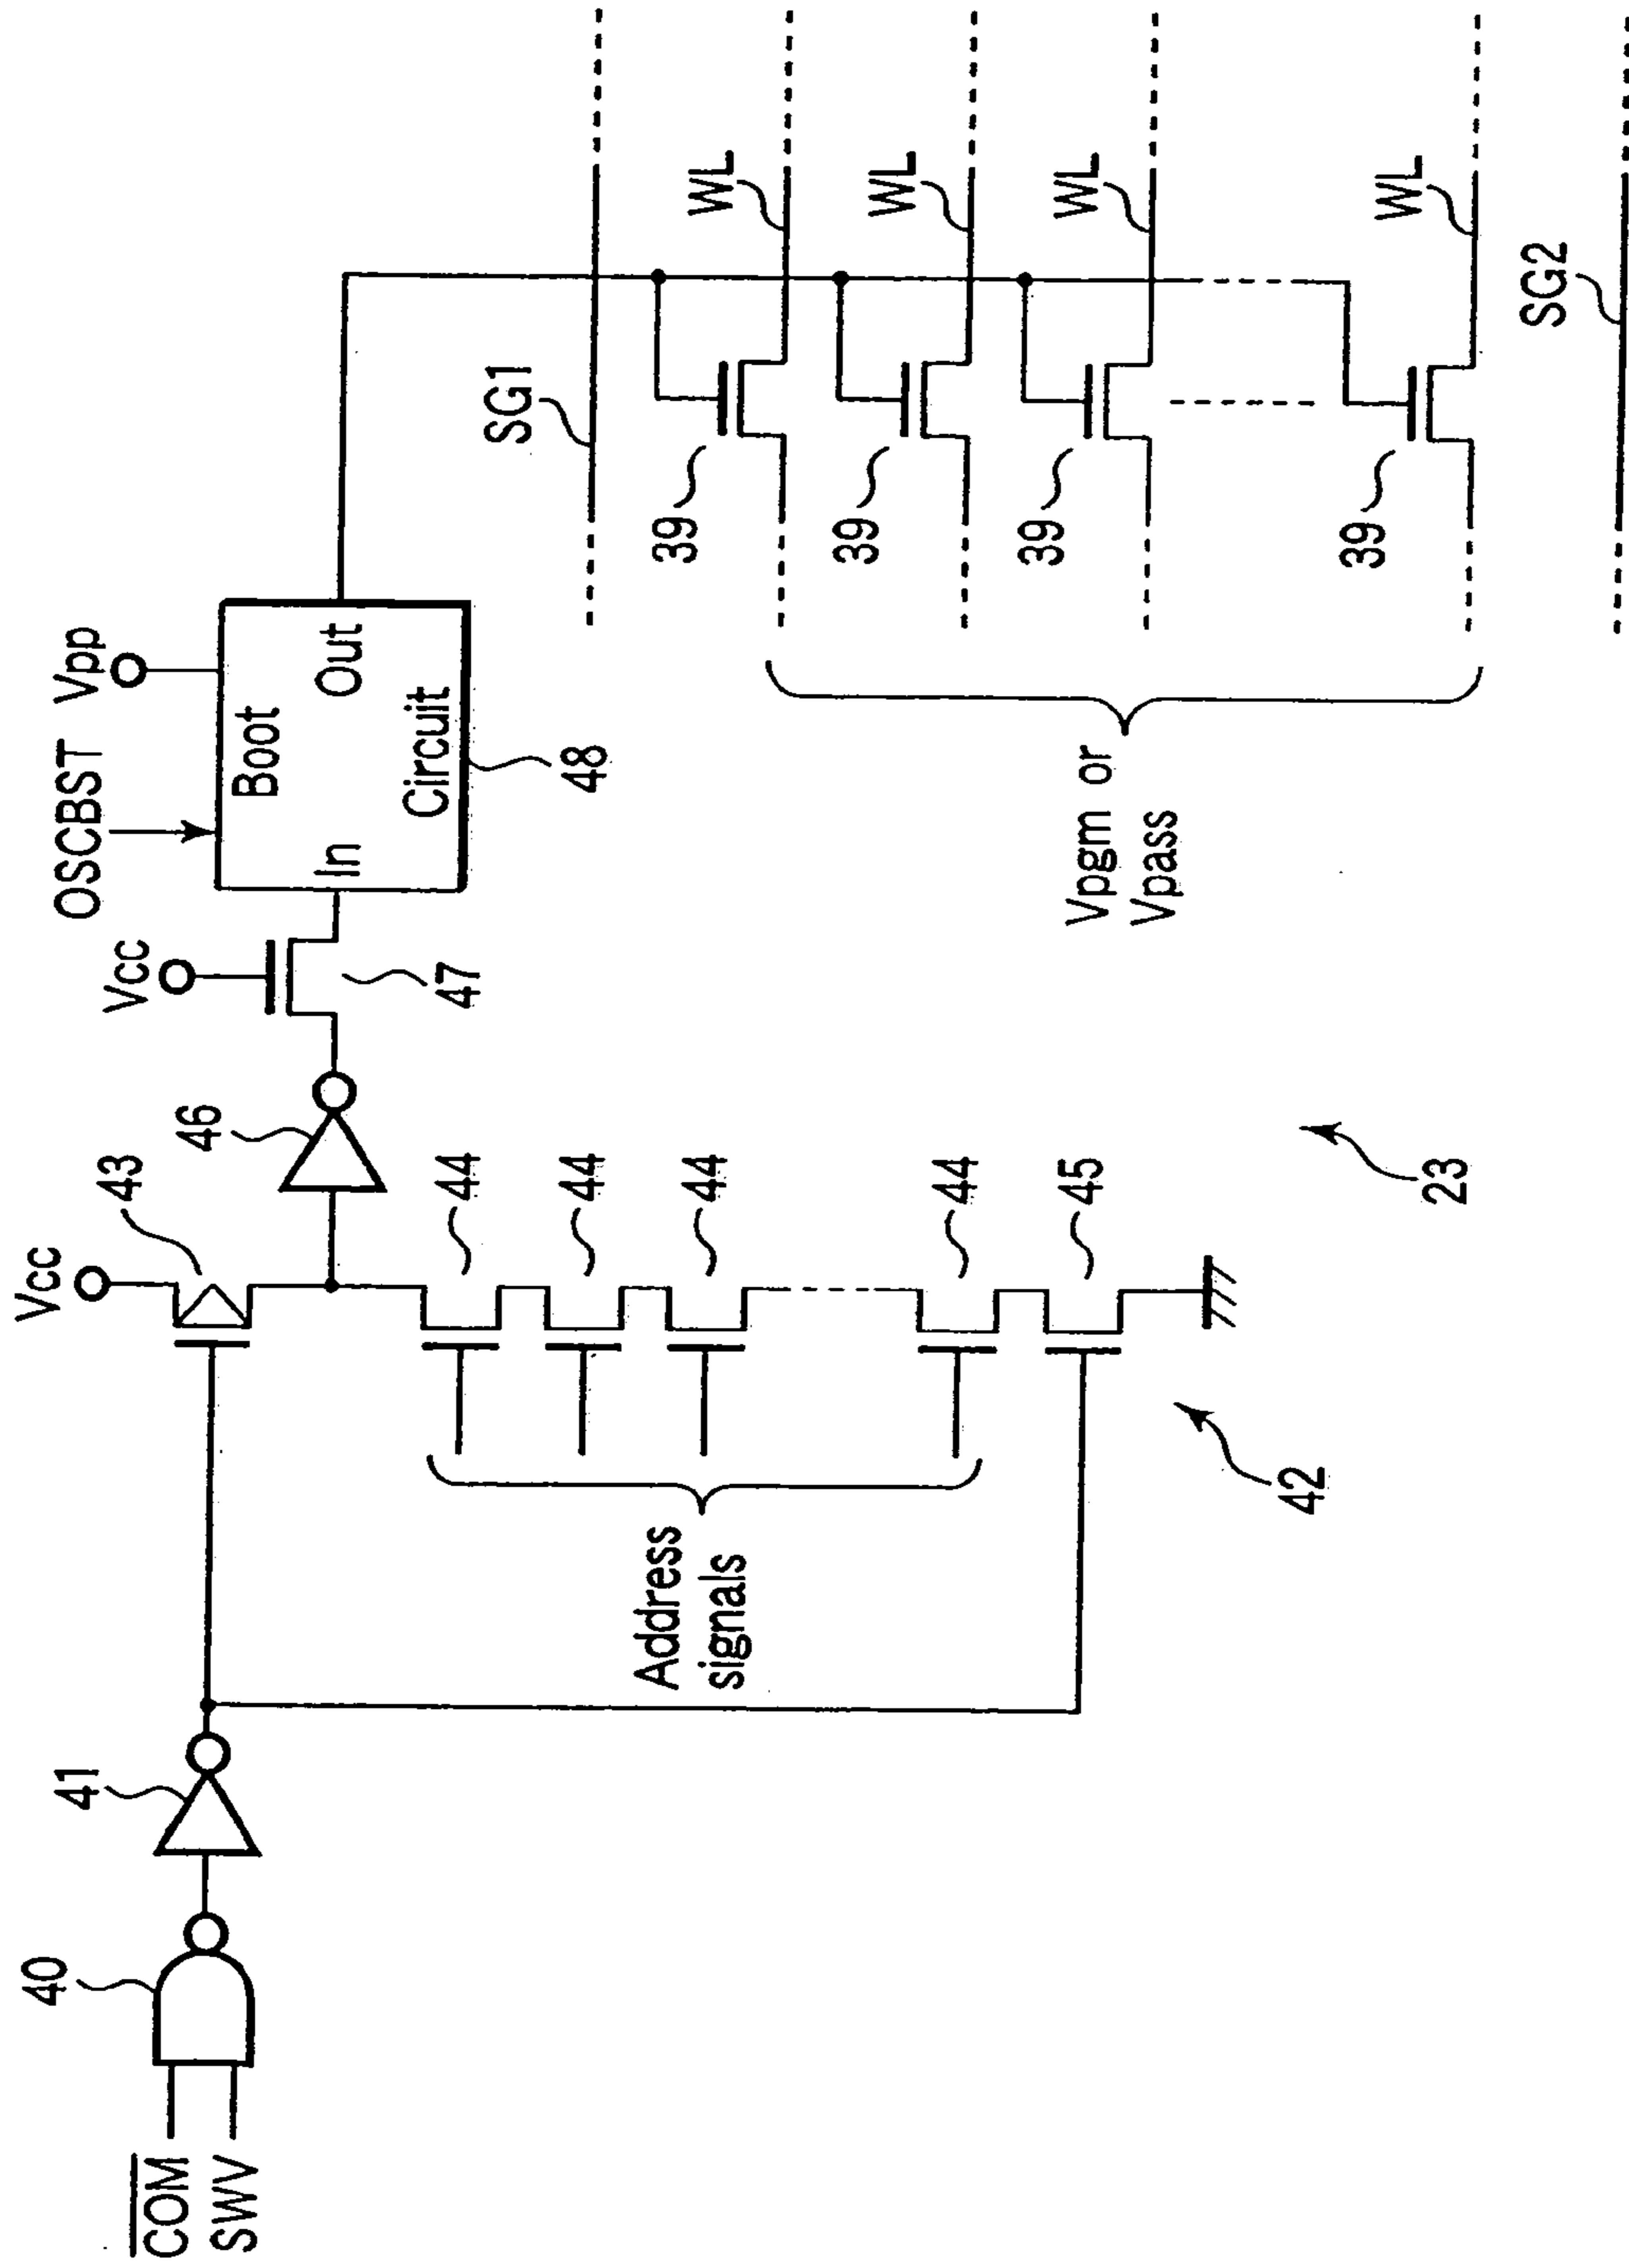 COM
SWV
40
41
Vcc
43
46
44
44
44
44
45
Address
signals
42
23
Vcc
47
OSCBST
Vpp
Boot
In
Out
Circuit
48
Vpgm or
Vpass
SG1
39
39
39
39
WL
WL
WL
WL
SG2